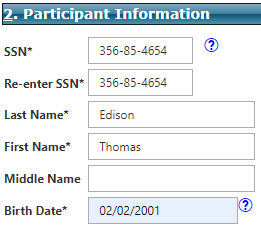 2. Participant Information
SSN* 356-85-4654 ?
Re-enter SSN* 356-85-4654
Last Name* Edison
First Name* Thomas
Middle Name
Birth Date* 02/02/2001 ?